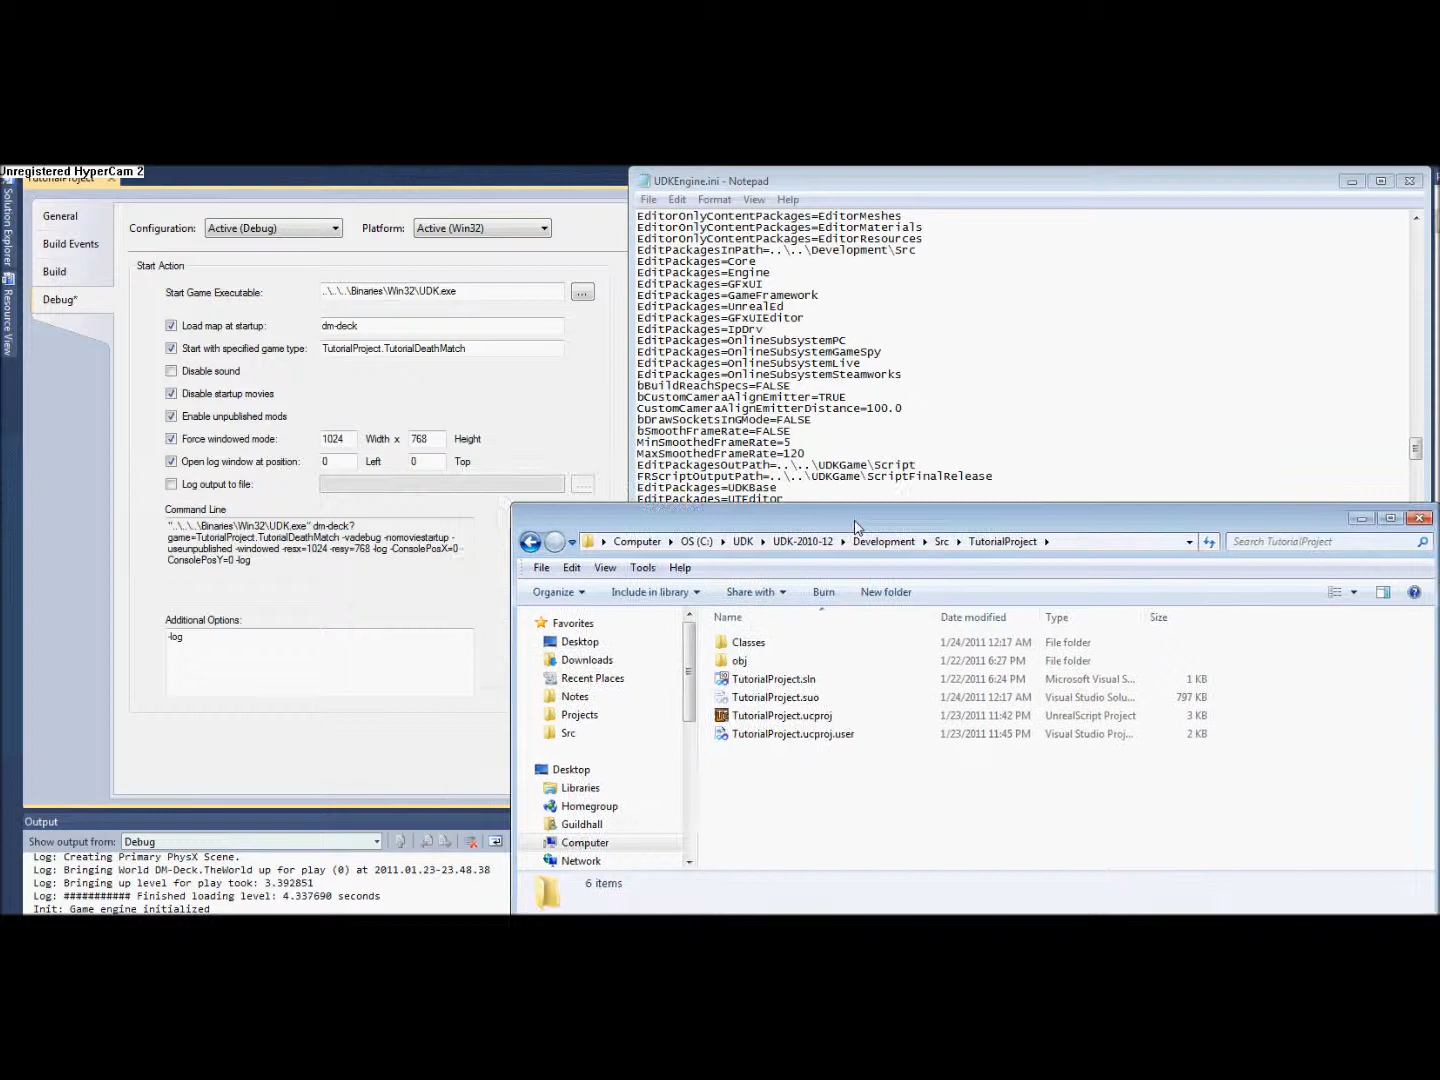 Unregistered HyperCam 2
TutorialProject
Solution Explorer
Resource View
General
Build Events
Build
Debug*
Configuration: Active (Debug) Platform: Active (Win32)
Start Action
Start Game Executable: ..\..\..\Binaries\Win32\UDK.exe ...
Load map at startup: dm-deck
Start with specified game type: TutorialProject.TutorialDeathMatch
Disable sound
Disable startup movies
Enable unpublished mods
Force windowed mode: 1024 Width x 768 Height
Open log window at position: 0 Left 0 Top
Log output to file: ...
Command Line
"..\..\..\Binaries\Win32\UDK.exe" dm-deck?
game=TutorialProject.TutorialDeathMatch -vadebug -nomoviestartup -
useunpublished -windowed -resx=1024 -resy=768 -log -ConsolePosX=0 -
ConsolePosY=0 -log
Additional Options:
-log
Output
Show output from: Debug
Log: Creating Primary PhysX Scene.
Log: Bringing World DM-Deck.TheWorld up for play (0) at 2011.01.23-23.48.38
Log: Bringing up level for play took: 3.392851
Log: ########### Finished loading level: 4.337690 seconds
Init: Game engine initialized
UDKEngine.ini - Notepad
File Edit Format View Help
EditorOnlyContentPackages=EditorMeshes
EditorOnlyContentPackages=EditorMaterials
EditorOnlyContentPackages=EditorResources
EditPackagesInPath=..\..\Development\Src
EditPackages=Core
EditPackages=Engine
EditPackages=GFxUI
EditPackages=GameFramework
EditPackages=UnrealEd
EditPackages=GFxUIEditor
EditPackages=IpDrv
EditPackages=OnlineSubsystemPC
EditPackages=OnlineSubsystemGameSpy
EditPackages=OnlineSubsystemLive
EditPackages=OnlineSubsystemSteamworks
bBuildReachSpecs=FALSE
bCustomCameraAlignEmitter=TRUE
CustomCameraAlignEmitterDistance=100.0
bDrawSocketsInGMode=FALSE
bSmoothFrameRate=FALSE
MinSmoothedFrameRate=5
MaxSmoothedFrameRate=120
EditPackagesOutPath=..\..\UDKGame\Script
FRScriptOutputPath=..\..\UDKGame\ScriptFinalRelease
EditPackages=UDKBase
EditPackages=UTEditor
Computer OS (C:) UDK UDK-2010-12 Development Src TutorialProject
Search TutorialProject
File Edit View Tools Help
Organize Include in library Share with Burn New folder
Favorites
Desktop
Downloads
Recent Places
Notes
Projects
Src
Desktop
Libraries
Homegroup
Guildhall
Computer
Network
Name Date modified Type Size
Classes 1/24/2011 12:17 AM File folder
obj 1/22/2011 6:27 PM File folder
TutorialProject.sln 1/22/2011 6:24 PM Microsoft Visual S... 1 KB
TutorialProject.suo 1/24/2011 12:17 AM Visual Studio Solu... 797 KB
TutorialProject.ucproj 1/23/2011 11:42 PM UnrealScript Project 3 KB
TutorialProject.ucproj.user 1/23/2011 11:45 PM Visual Studio Proj... 2 KB
6 items